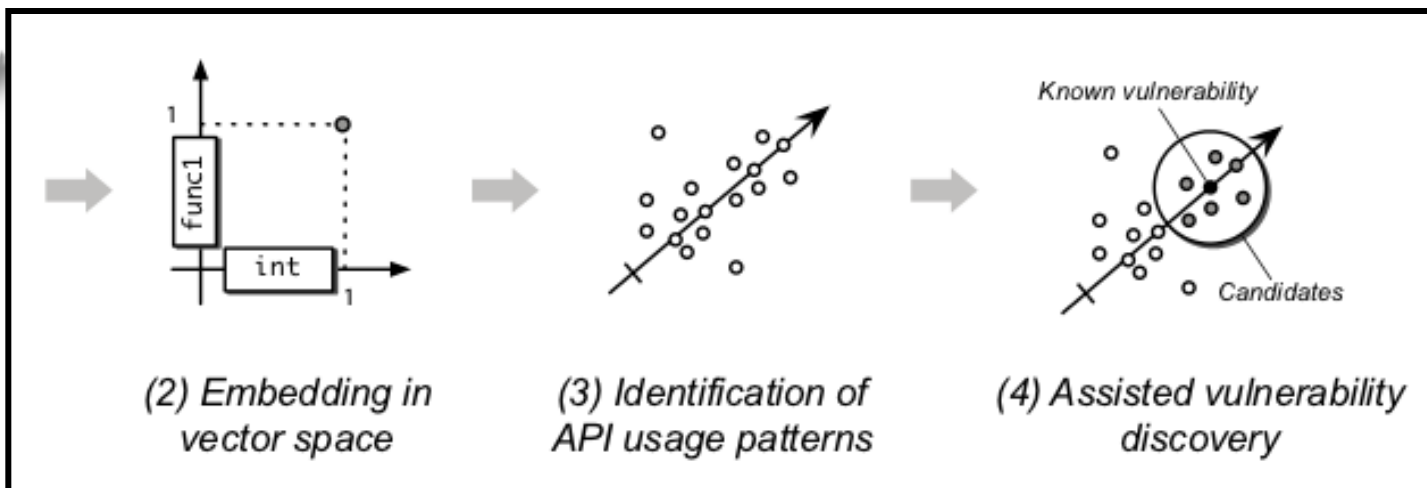 1
func1
int
1
Known vulnerability
Candidates
(2) Embedding in
vector space
(3) Identification of
API usage patterns
(4) Assisted vulnerability
discovery